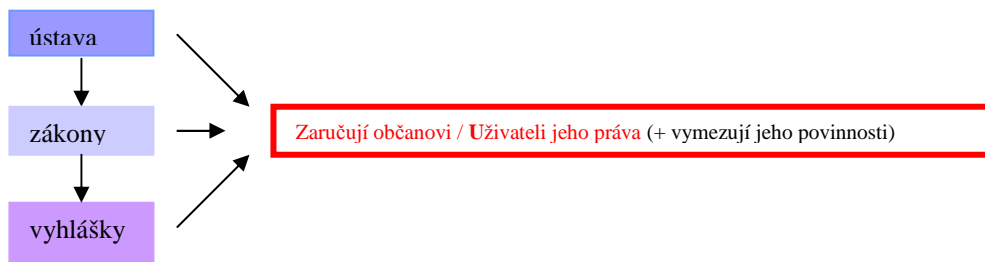 ústava
zákony
Zaručují občanovi / Uživateli jeho práva (+ vymezují jeho povinnosti)
vyhlášky